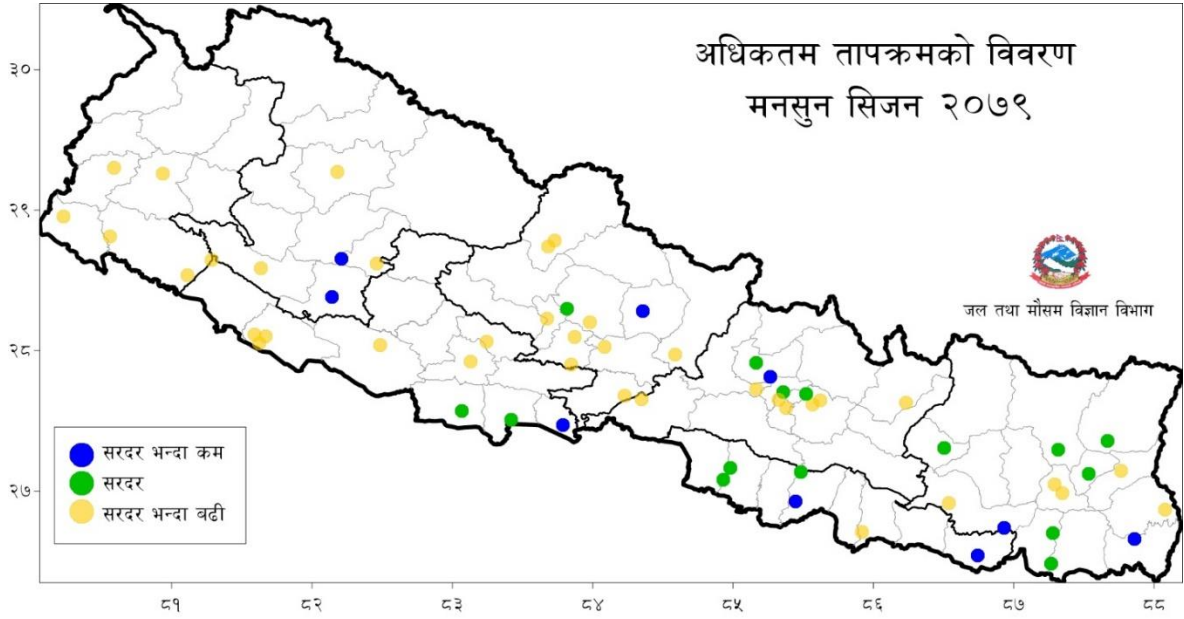 अधिकतम तापक्रमको विवरण
मनसुन सिजन २०७९
३०
२९
जल तथा मौसम विज्ञान विभाग
२८
सरदर भन्दा कम
सरदर
सरदर भन्दा बढी
२७
८१ ८२ ८३ ८४ ८५ ८६ ८७ ८८